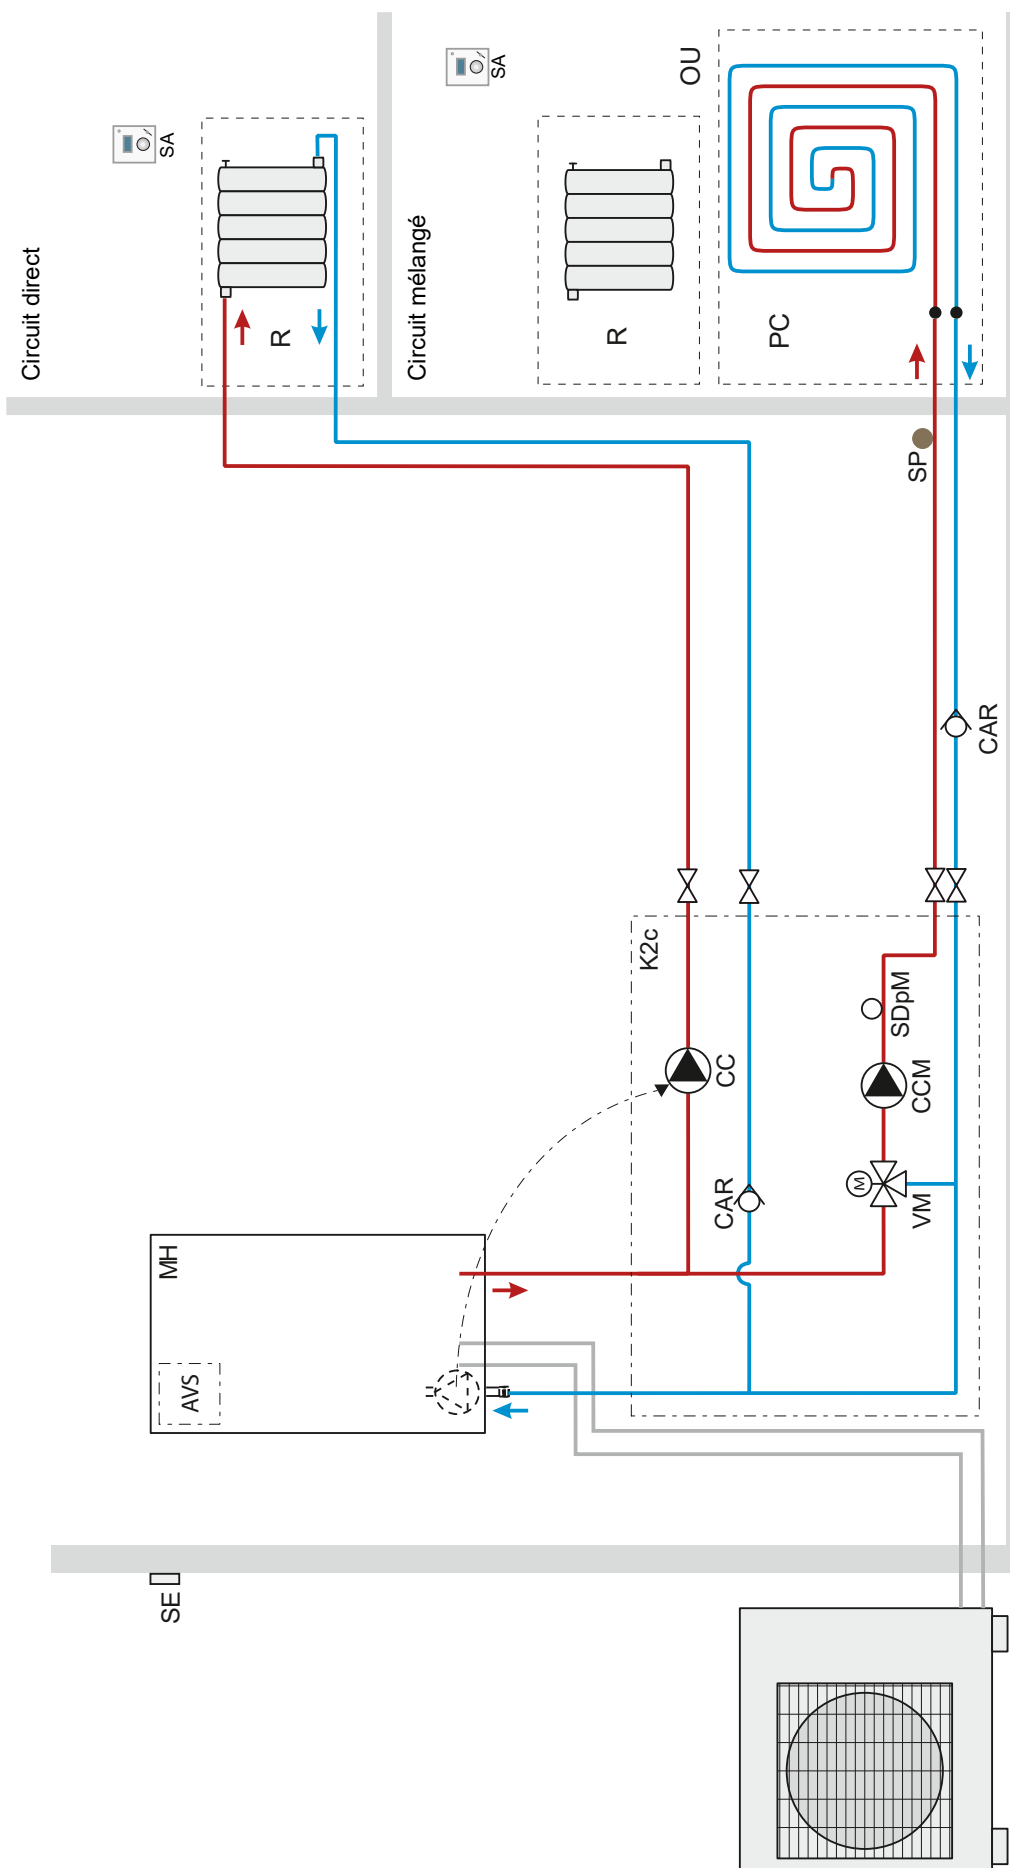 Circuit direct
SA
R
Circuit mélangé
SA
R
OU
PC
SP
CAR
K2c
CC
SDpM
CCM
CAR
M
VM
MH
AVS
SE